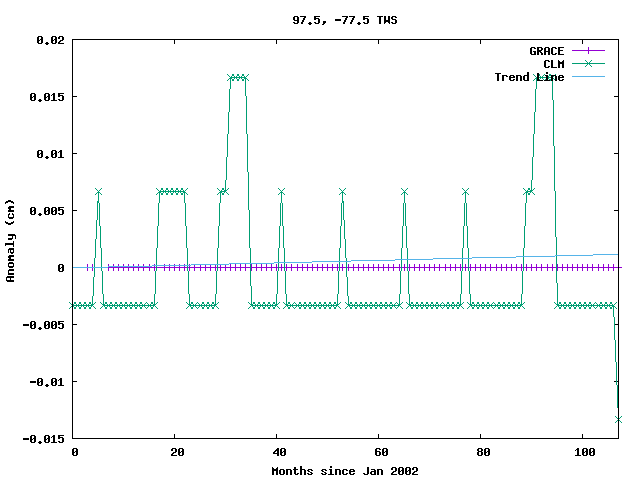 97.5, -77.5 TWS
GRACE
CLM
Trend Line
0.02
0.015
0.01
0.005
0
-0.005
-0.01
-0.015
Anomaly (cm)
0 20 40 60 80 100
Months since Jan 2002